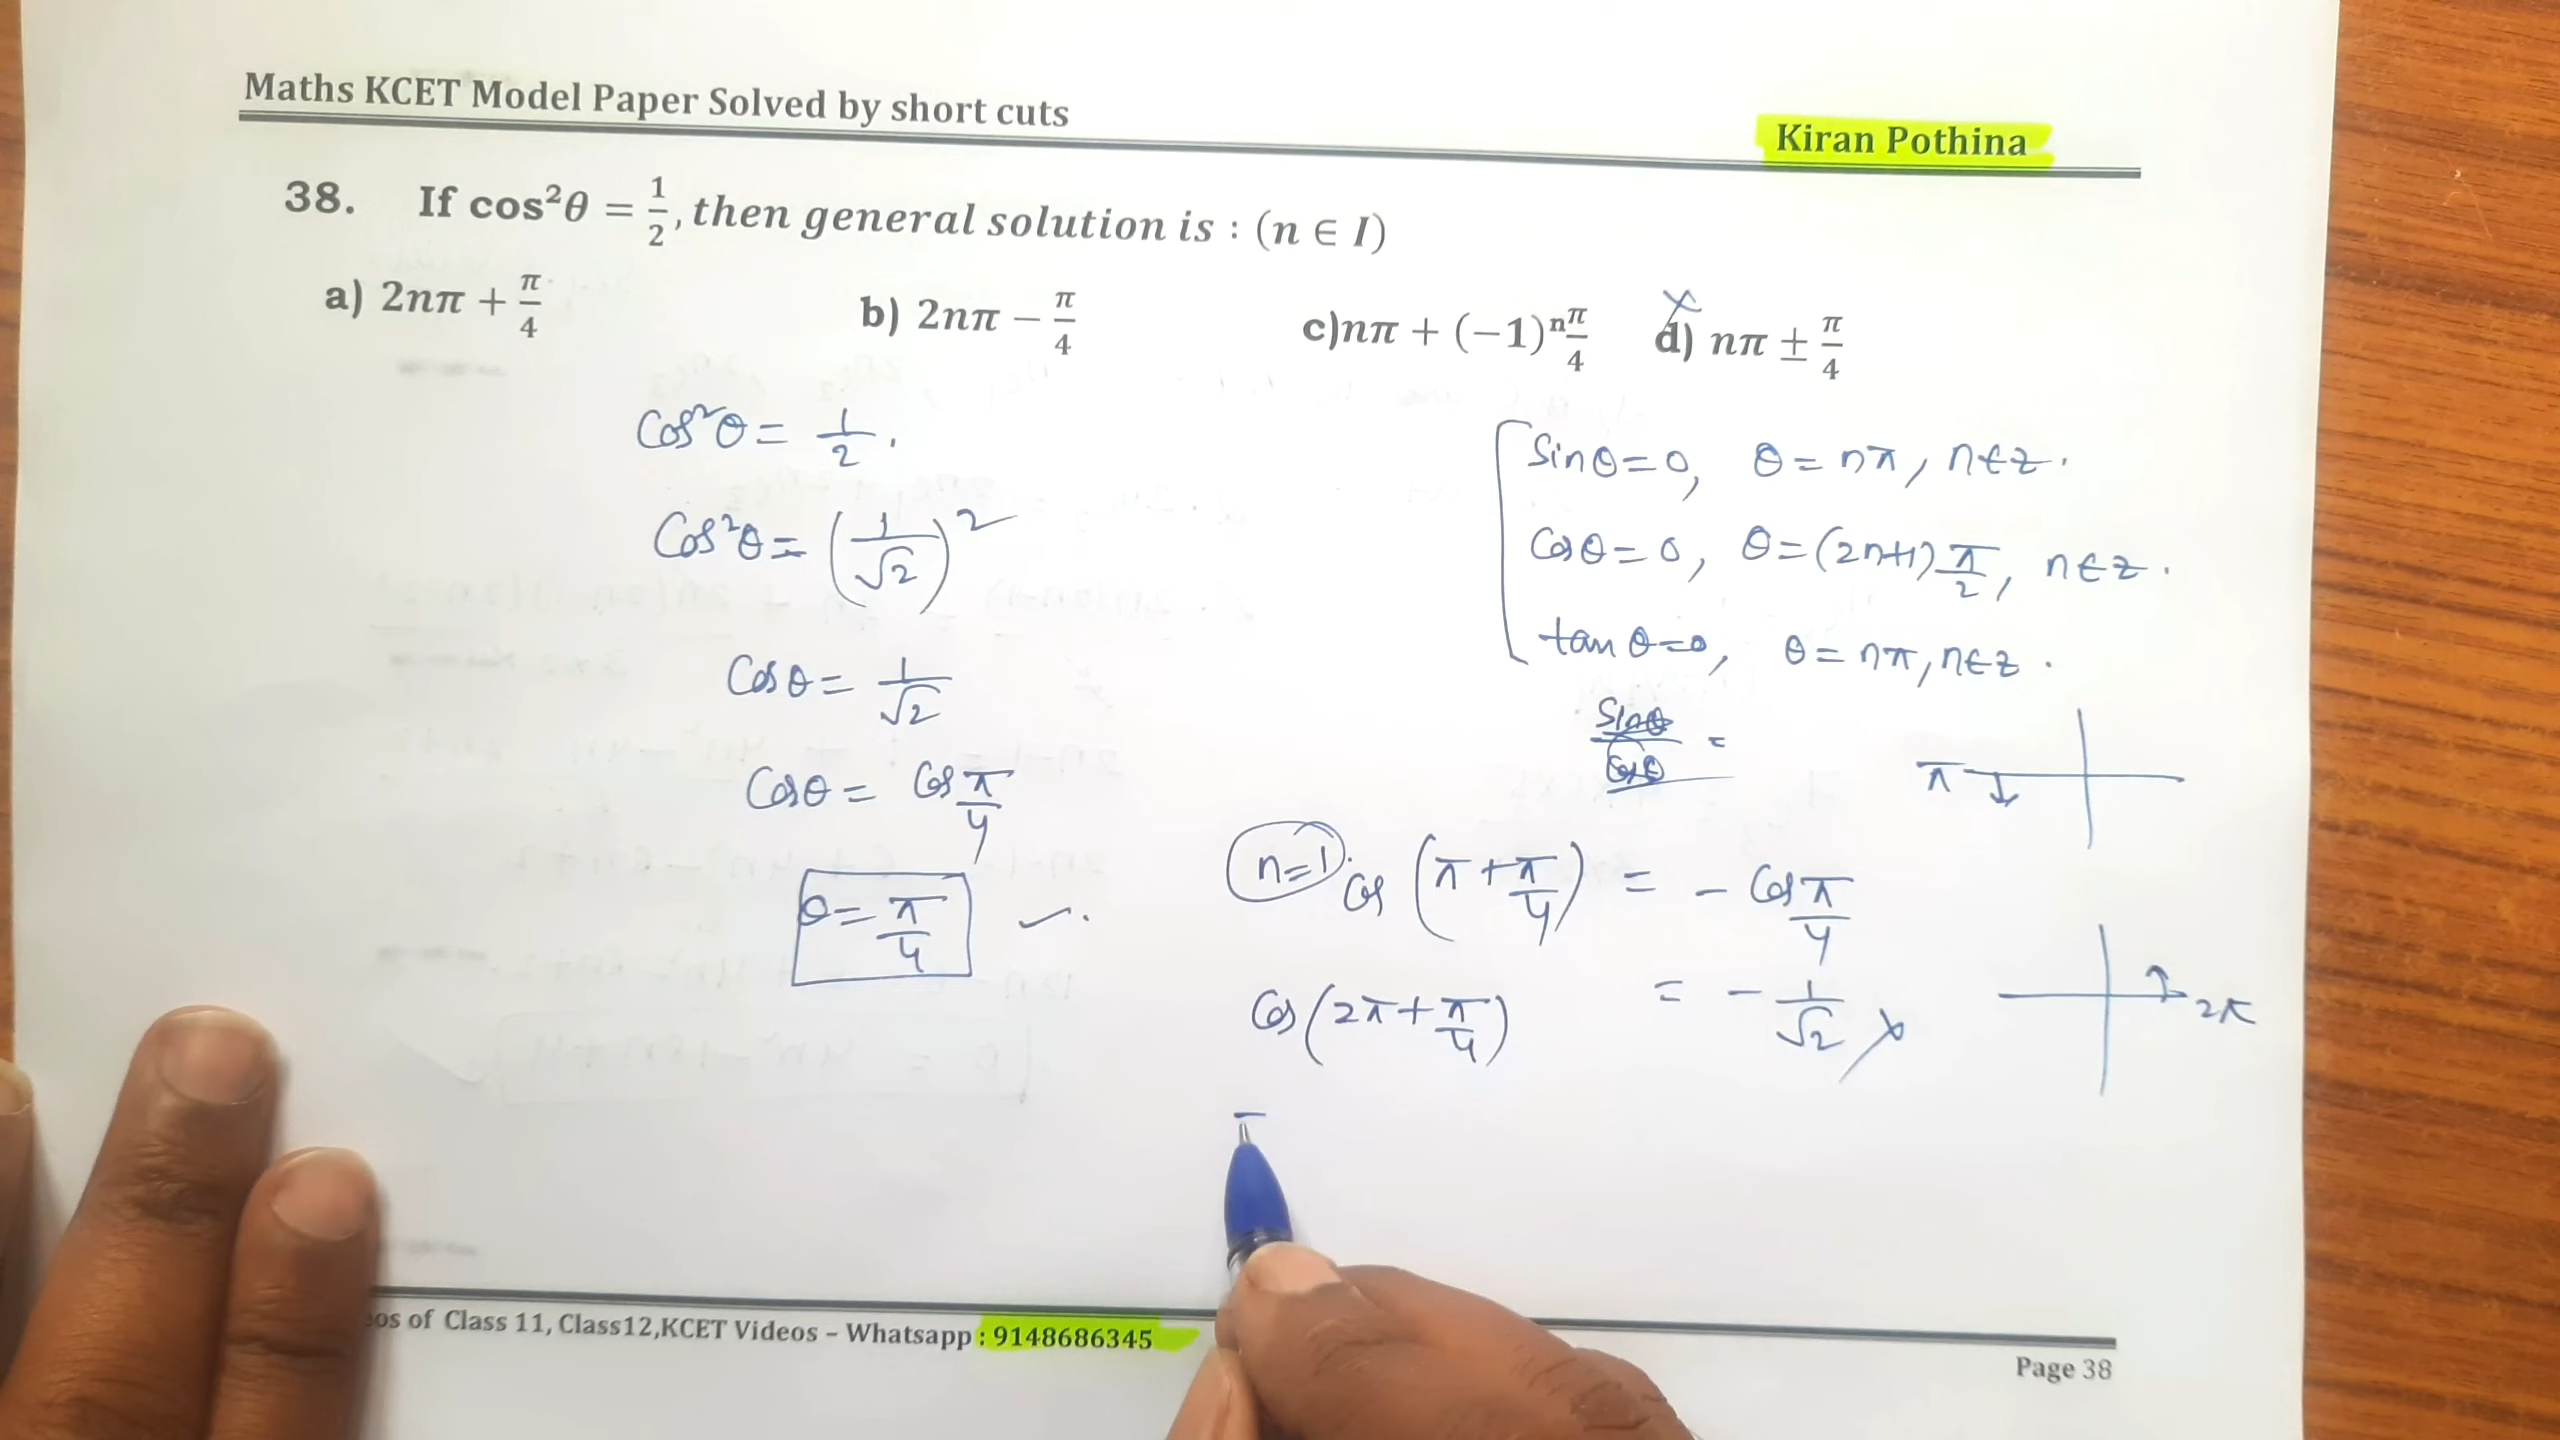 Maths KCET Model Paper Solved by short cuts
Kiran Pothina
38. If cos²θ = 1/2, then general solution is : (n ∈ I)
a) 2nπ + π/4 b) 2nπ − π/4 c)nπ + (−1)ⁿπ/4 d) nπ ± π/4
Cos²θ = 1/2.
Cos²θ = (1/√2)²
Cosθ = 1/√2
Cosθ = Cos π/4
θ = π/4
Sinθ=0, θ = nπ, n∈z.
Cosθ=0, θ=(2n+1)π/2, n∈z.
tanθ=0, θ = nπ, n∈z.
Sinθ/Cosθ =
π
n=1. Cos(π+π/4) = − Cos π/4
Cos(2π+π/4) = − 1/√2 x
2π
of Class 11, Class12,KCET Videos – Whatsapp : 9148686345
Page 38